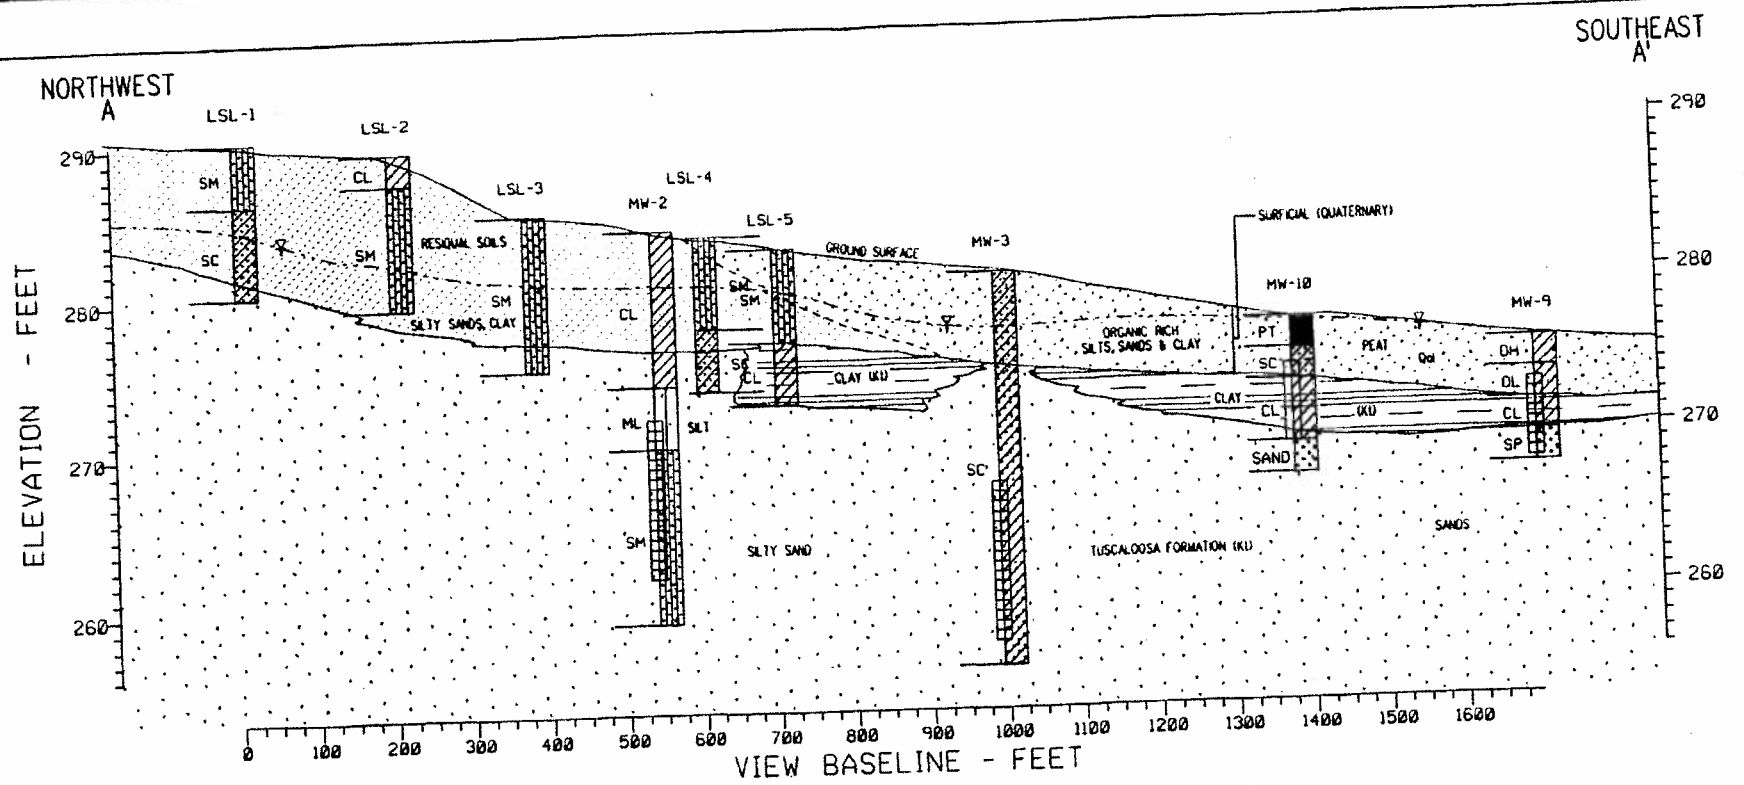 SOUTHEAST
A'
NORTHWEST
A
LSL-1
LSL-2
LSL-3
MW-2
LSL-4
LSL-5
MW-3
MW-10
MW-9
SURFICIAL (QUATERNARY)
GROUND SURFACE
290
280
270
260
290
280
270
260
ELEVATION - FEET
SM
SC
CL
SM
RESIDUAL SOILS
SM
SILTY SANDS, CLAY
CL
ML
SILT
SM
SM
SM
CL
CLAY (Kt)
SILTY SAND
SC
ORGANIC RICH
SILTS, SANDS & CLAY
PT
SC
CL
SAND
CLAY
(Kt)
PEAT
Qal
OH
OL
CL
SP
SANDS
TUSCALOOSA FORMATION (Kt)
0 100 200 300 400 500 600 700 800 900 1000 1100 1200 1300 1400 1500 1600
VIEW BASELINE - FEET